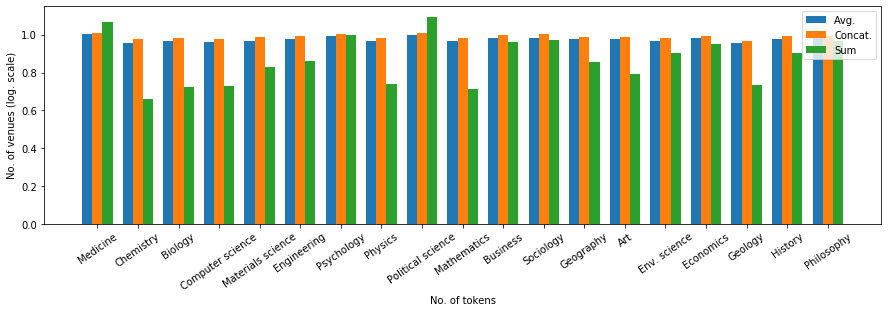 No. of venues (log. scale)
1.0
0.8
0.6
0.4
0.2
0.0
Avg.
Concat.
Sum
Medicine
Chemistry
Biology
Computer science
Materials science
Engineering
Psychology
Physics
Political science
Mathematics
Business
Sociology
Geography
Art
Env. science
Economics
Geology
History
Philosophy
No. of tokens